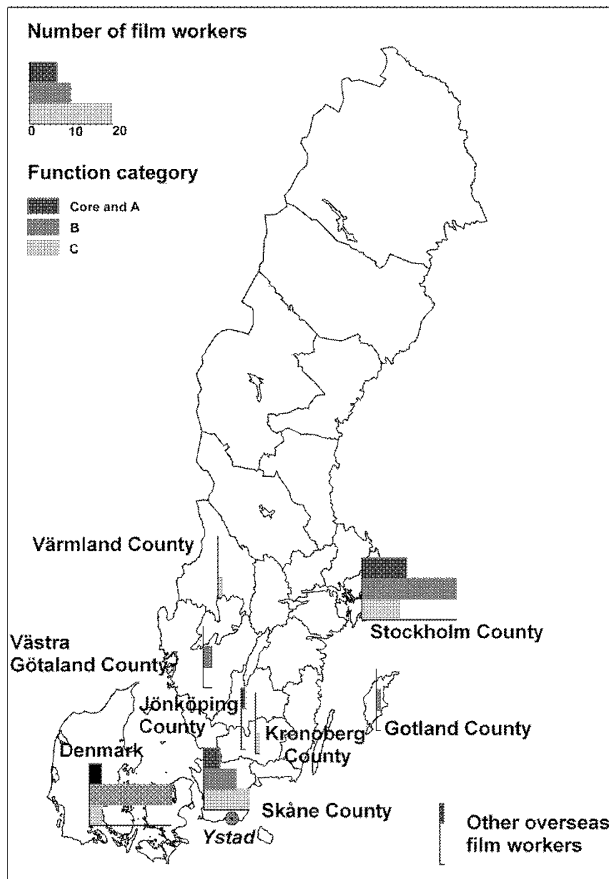 Number of film workers
0 10 20
Function category
Core and A
B
C
Värmland County
Stockholm County
Västra
Götaland County
Jönköping
County
Kronoberg
County
Gotland County
Denmark
Skåne County
Ystad
Other overseas
film workers